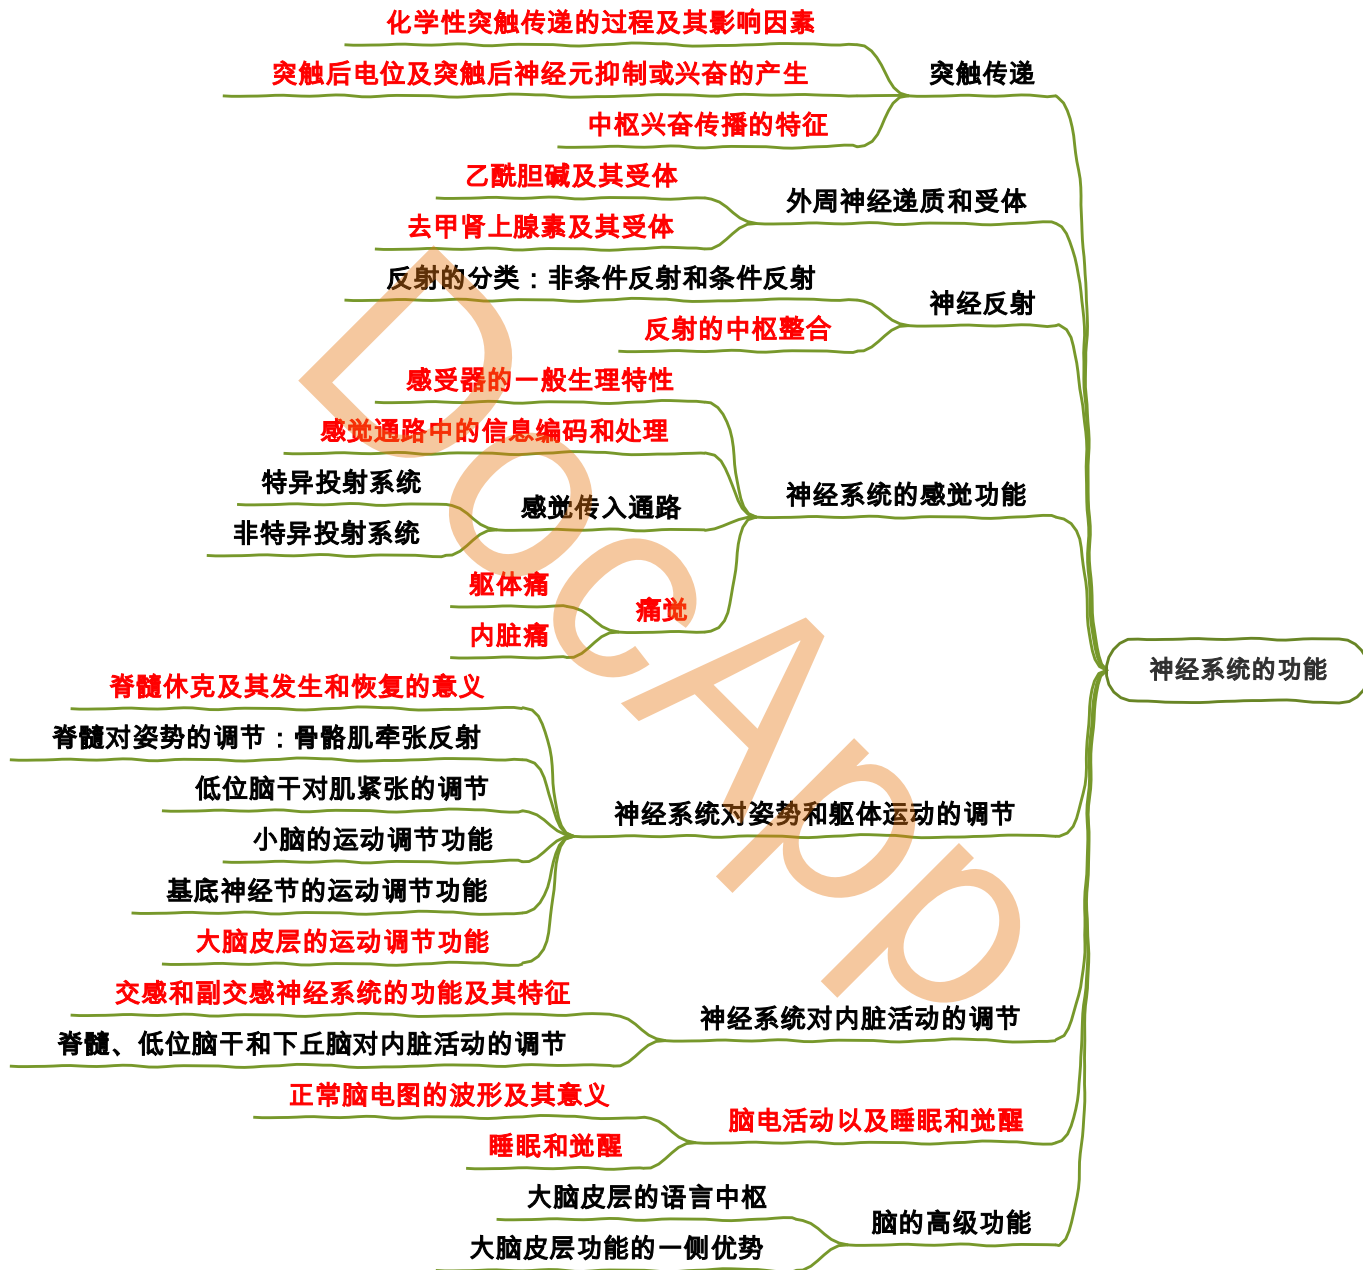 化学性突触传递的过程及其影响因素
突触后电位及突触后神经元抑制或兴奋的产生
突触传递
中枢兴奋传播的特征
乙酰胆碱及其受体
外周神经递质和受体
去甲肾上腺素及其受体
反射的分类：非条件反射和条件反射
神经反射
反射的中枢整合
感受器的一般生理特性
感觉通路中的信息编码和处理
特异投射系统
神经系统的感觉功能
感觉传入通路
非特异投射系统
躯体痛
痛觉
内脏痛
神经系统的功能
脊髓休克及其发生和恢复的意义
脊髓对姿势的调节：骨骼肌牵张反射
低位脑干对肌紧张的调节
神经系统对姿势和躯体运动的调节
小脑的运动调节功能
基底神经节的运动调节功能
大脑皮层的运动调节功能
交感和副交感神经系统的功能及其特征
神经系统对内脏活动的调节
脊髓、低位脑干和下丘脑对内脏活动的调节
正常脑电图的波形及其意义
脑电活动以及睡眠和觉醒
睡眠和觉醒
大脑皮层的语言中枢
脑的高级功能
大脑皮层功能的一侧优势
DocApp